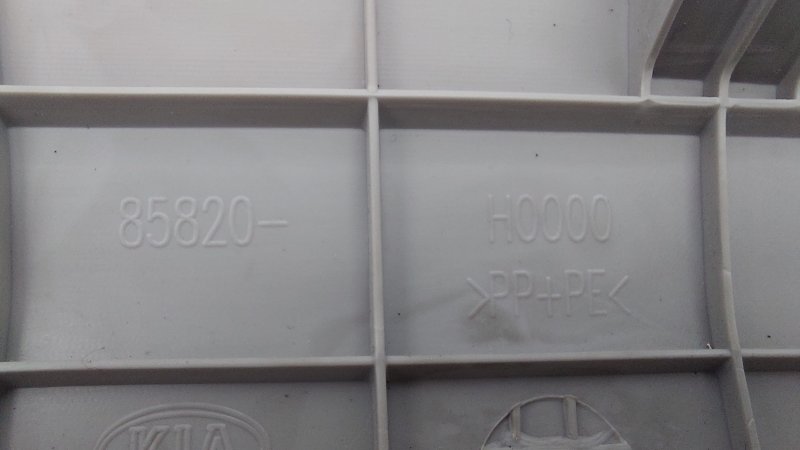 85820- H0000
>PP+PE<
KIA